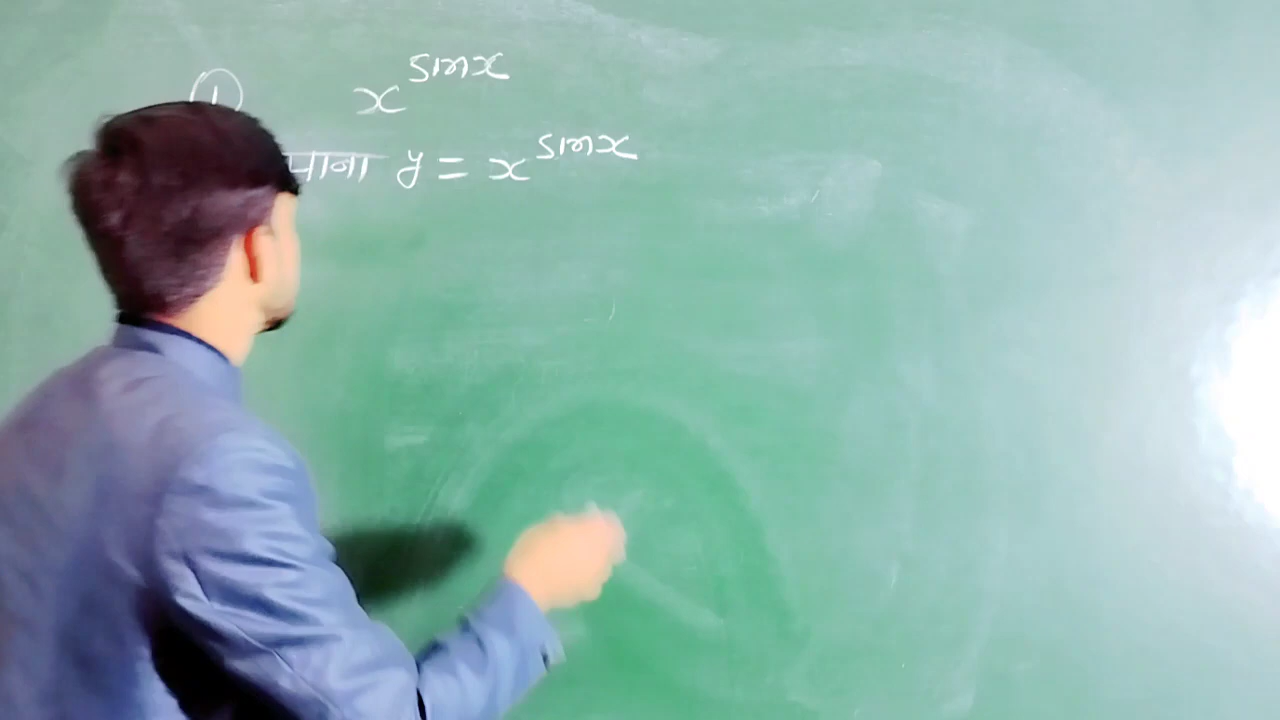 ① x^sinx
माना y = x^sinx